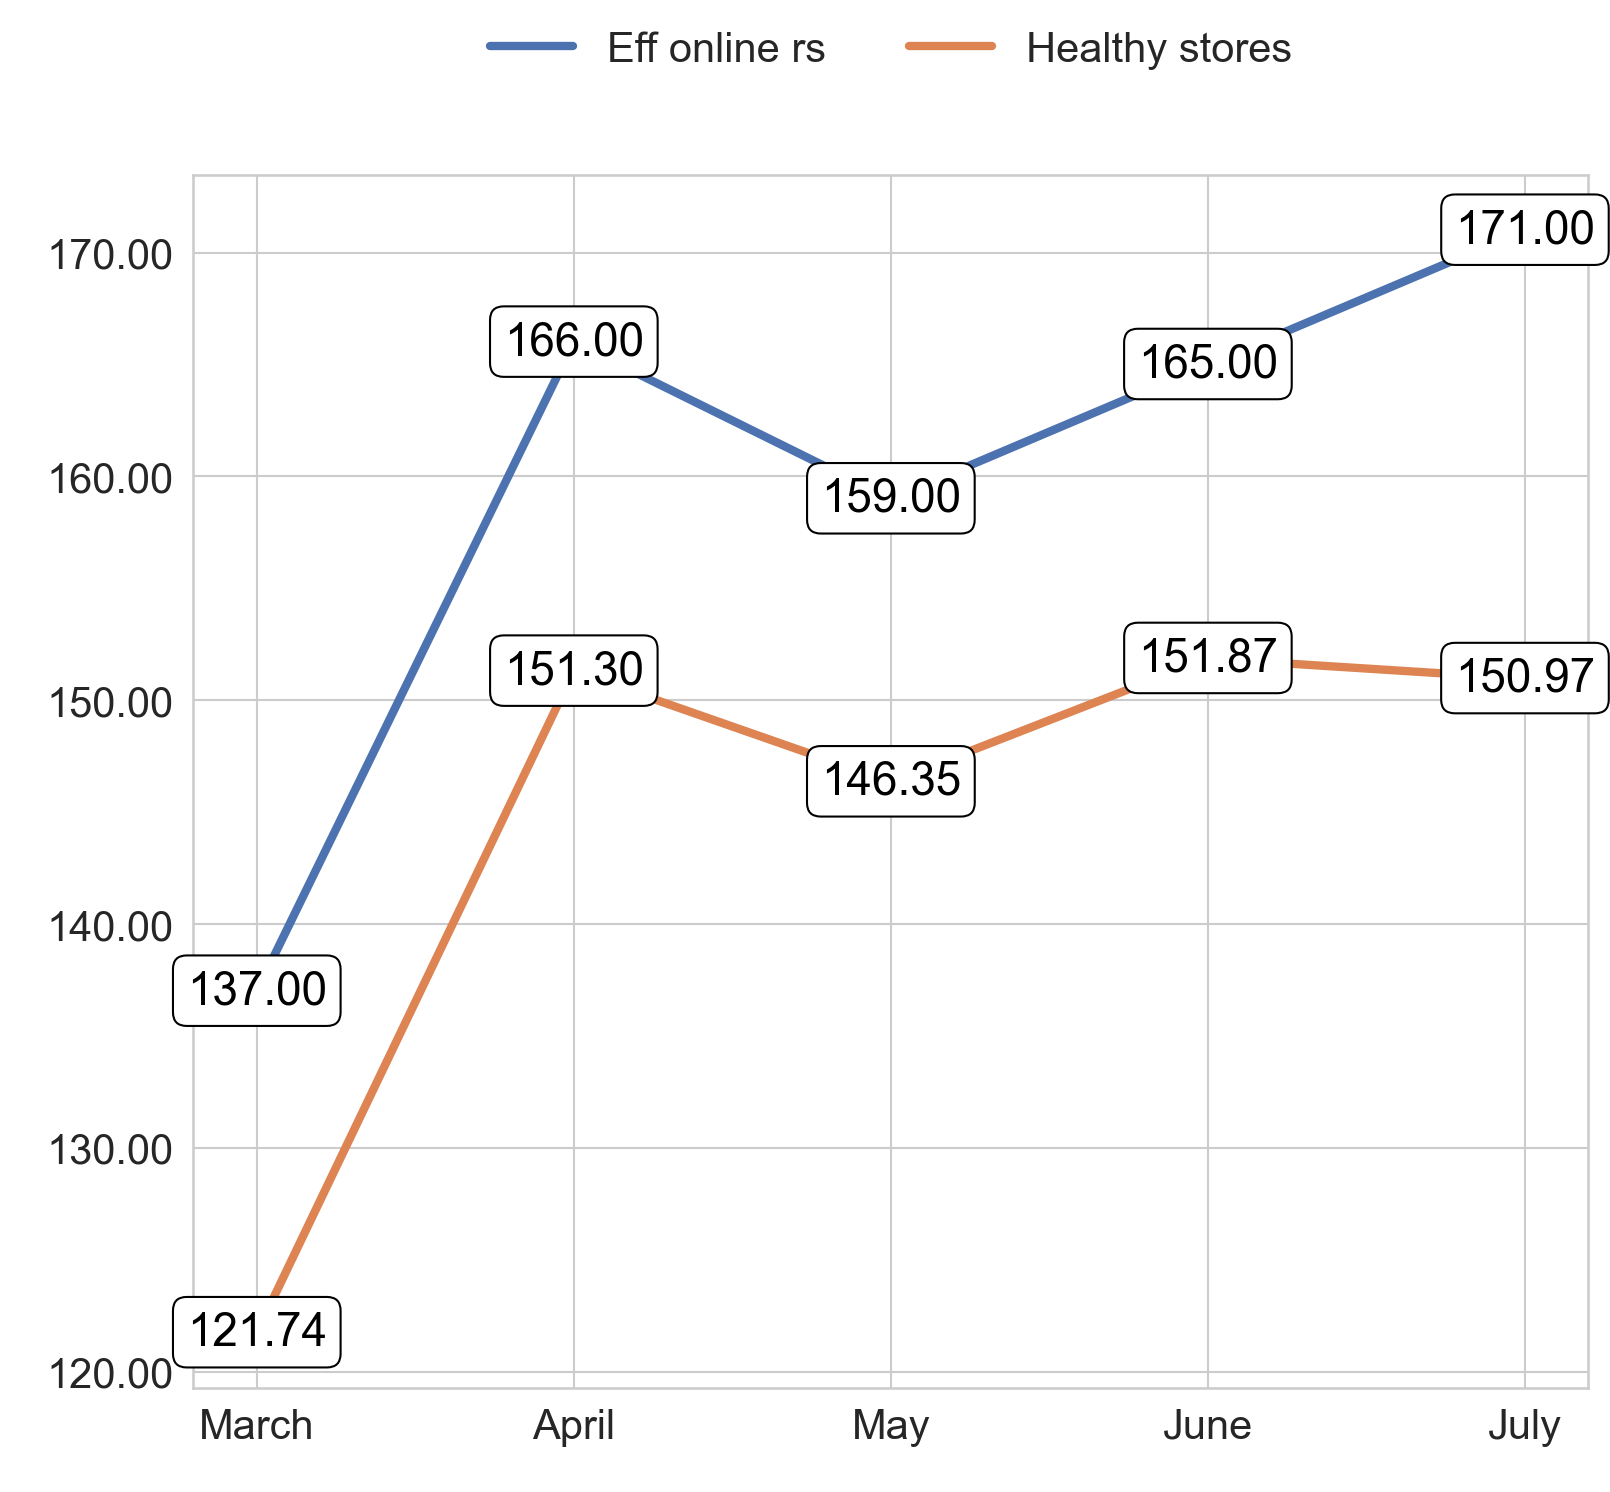 Eff online rs
Healthy stores
170.00
160.00
150.00
140.00
130.00
120.00
171.00
166.00
165.00
159.00
151.30
151.87
150.97
146.35
137.00
121.74
March
April
May
June
July